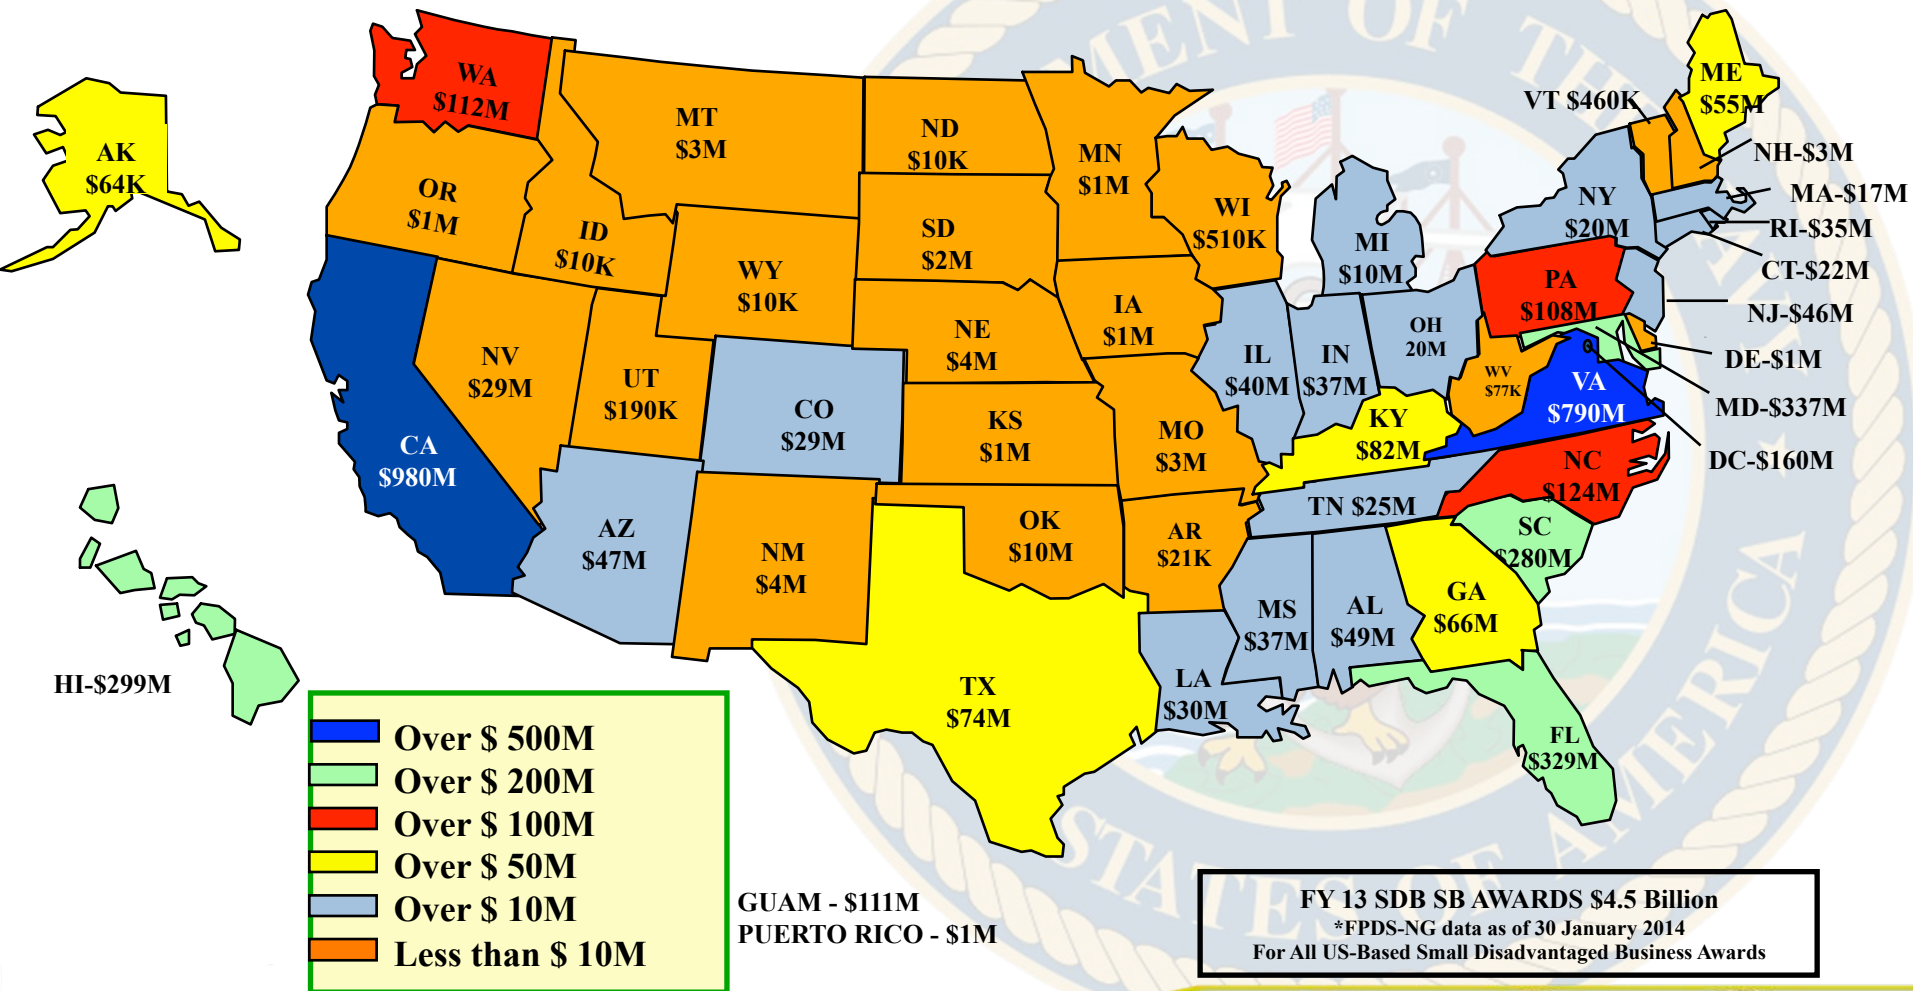 WA
$112M
AK
$64K
MT
$3M
ND
$10K
MN
$1M
OR
$1M
ID
$10K
WY
$10K
SD
$2M
WI
$510K
MI
$10M
VT $460K
ME
$55M
NH-$3M
MA-$17M
NY
$20M
RI-$35M
CT-$22M
NJ-$46M
PA
$108M
DE-$1M
MD-$337M
DC-$160M
NV
$29M
UT
$190K
CO
$29M
NE
$4M
IA
$1M
IL
$40M
IN
$37M
OH
20M
WV
$77K
VA
$790M
KY
$82M
CA
$980M
KS
$1M
MO
$3M
NC
$124M
TN $25M
SC
$280M
AZ
$47M
NM
$4M
OK
$10M
AR
$21K
MS
$37M
AL
$49M
GA
$66M
TX
$74M
LA
$30M
FL
$329M
HI-$299M
Over $ 500M
Over $ 200M
Over $ 100M
Over $ 50M
Over $ 10M
Less than $ 10M
GUAM - $111M
PUERTO RICO - $1M
FY 13 SDB SB AWARDS $4.5 Billion
*FPDS-NG data as of 30 January 2014
For All US-Based Small Disadvantaged Business Awards
MENT OF TH
STATES OF AMERICA